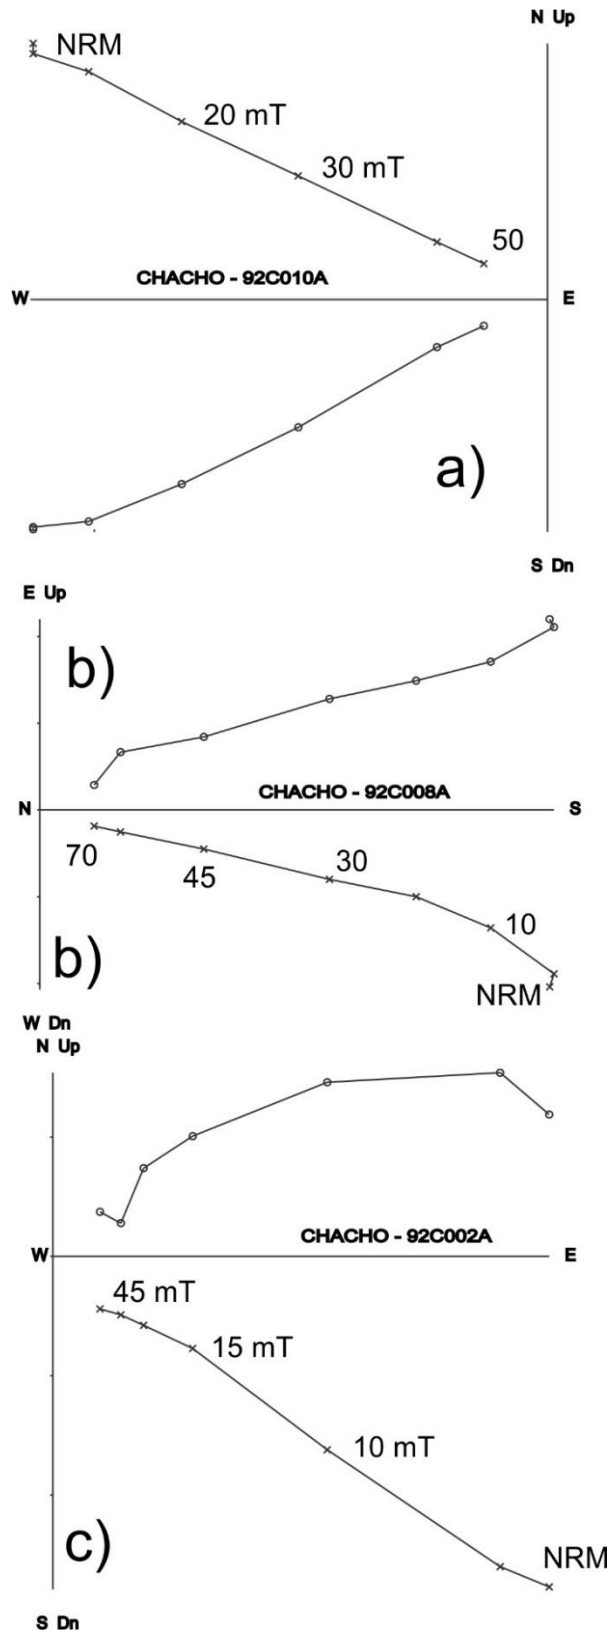 N Up
NRM
20 mT
30 mT
50
CHACHO - 92C010A
W
E
a)
S Dn
E Up
b)
CHACHO - 92C008A
N
S
70
45
30
10
b)
NRM
W Dn
N Up
CHACHO - 92C002A
W
E
45 mT
15 mT
10 mT
c)
NRM
S Dn